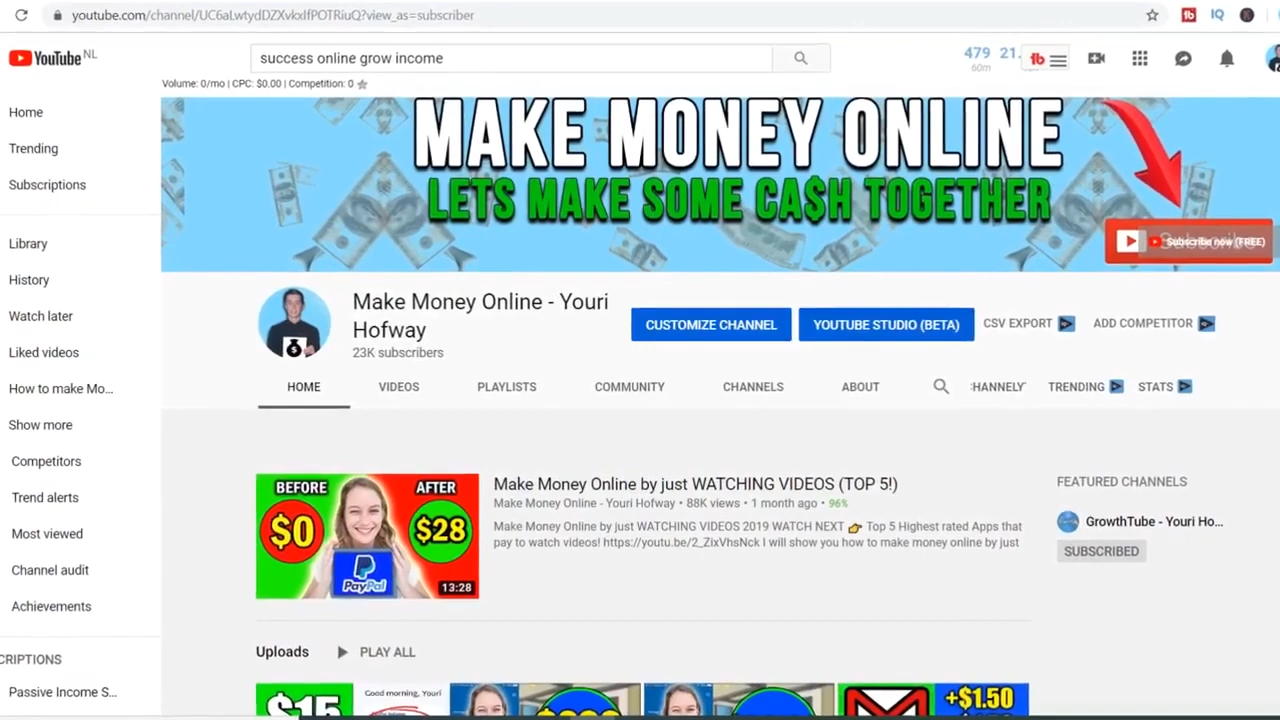 youtube.com/channel/UC6aLwtydDZXvkxIfPOTRiuQ?view_as=subscriber
YouTube NL
success online grow income
479 21.
60m
Volume: 0/mo | CPC: $0.00 | Competition: 0
Home
Trending
Subscriptions
Library
History
Watch later
Liked videos
How to make Mo...
Show more
Competitors
Trend alerts
Most viewed
Channel audit
Achievements
CRIPTIONS
Passive Income S...
MAKE MONEY ONLINE
LETS MAKE SOME CA$H TOGETHER
Subscribe now (FREE)
Make Money Online - Youri
Hofway
23K subscribers
CUSTOMIZE CHANNEL
YOUTUBE STUDIO (BETA)
CSV EXPORT
ADD COMPETITOR
HOME
VIDEOS
PLAYLISTS
COMMUNITY
CHANNELS
ABOUT
:HANNELY
TRENDING
STATS
BEFORE
AFTER
$0
$28
PayPal
13:28
Make Money Online by just WATCHING VIDEOS (TOP 5!)
Make Money Online - Youri Hofway • 88K views • 1 month ago • 96%
Make Money Online by just WATCHING VIDEOS 2019 WATCH NEXT 👉 Top 5 Highest rated Apps that
pay to watch videos! https://youtu.be/2_ZixVhsNck I will show you how to make money online by just
FEATURED CHANNELS
GrowthTube - Youri Ho...
SUBSCRIBED
Uploads
PLAY ALL
$15
Good morning, Youri
+$1.50